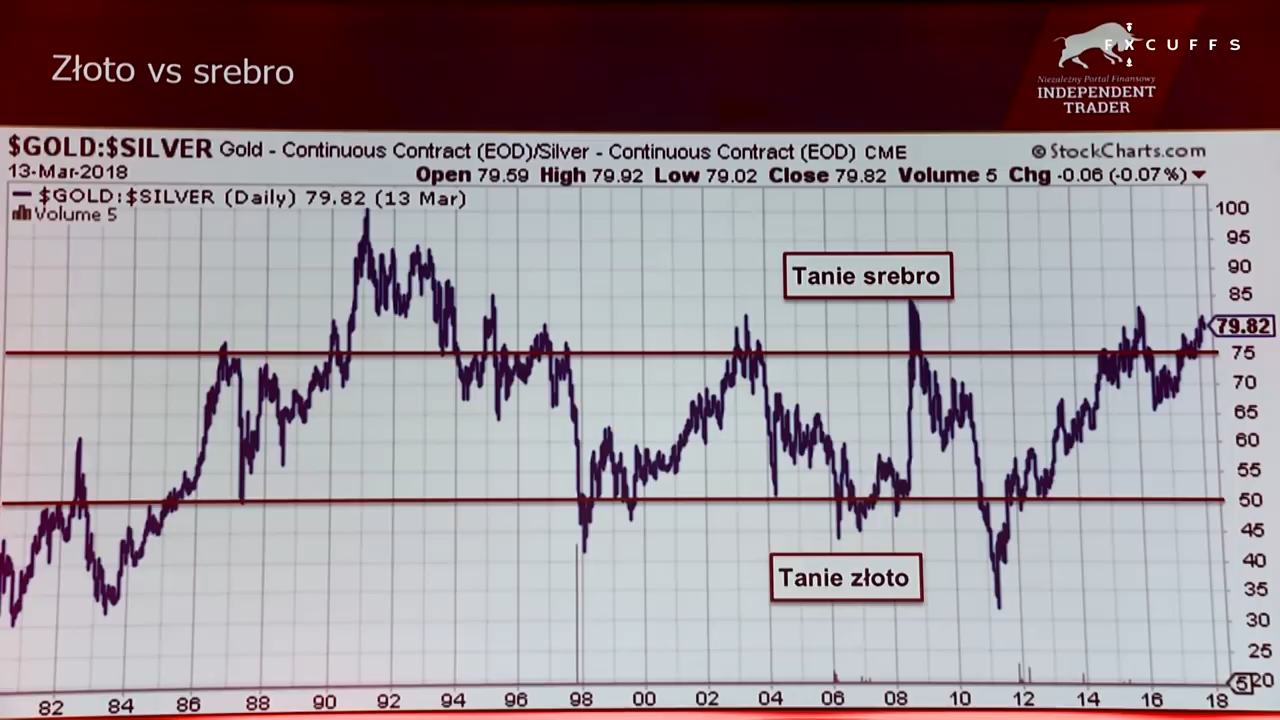 Złoto vs srebro
FXCUFFS
Niezależny Portal Finansowy
INDEPENDENT
TRADER
$GOLD:$SILVER Gold - Continuous Contract (EOD)/Silver - Continuous Contract (EOD) CME
© StockCharts.com
13-Mar-2018
Open 79.59 High 79.92 Low 79.02 Close 79.82 Volume 5 Chg -0.06 (-0.07%)
$GOLD:$SILVER (Daily) 79.82 (13 Mar)
Volume 5
100
95
90
Tanie srebro
85
79.82
75
70
65
60
55
50
45
40
Tanie złoto
35
30
25
5 20
82 84 86 88 90 92 94 96 98 00 02 04 06 08 10 12 14 16 18